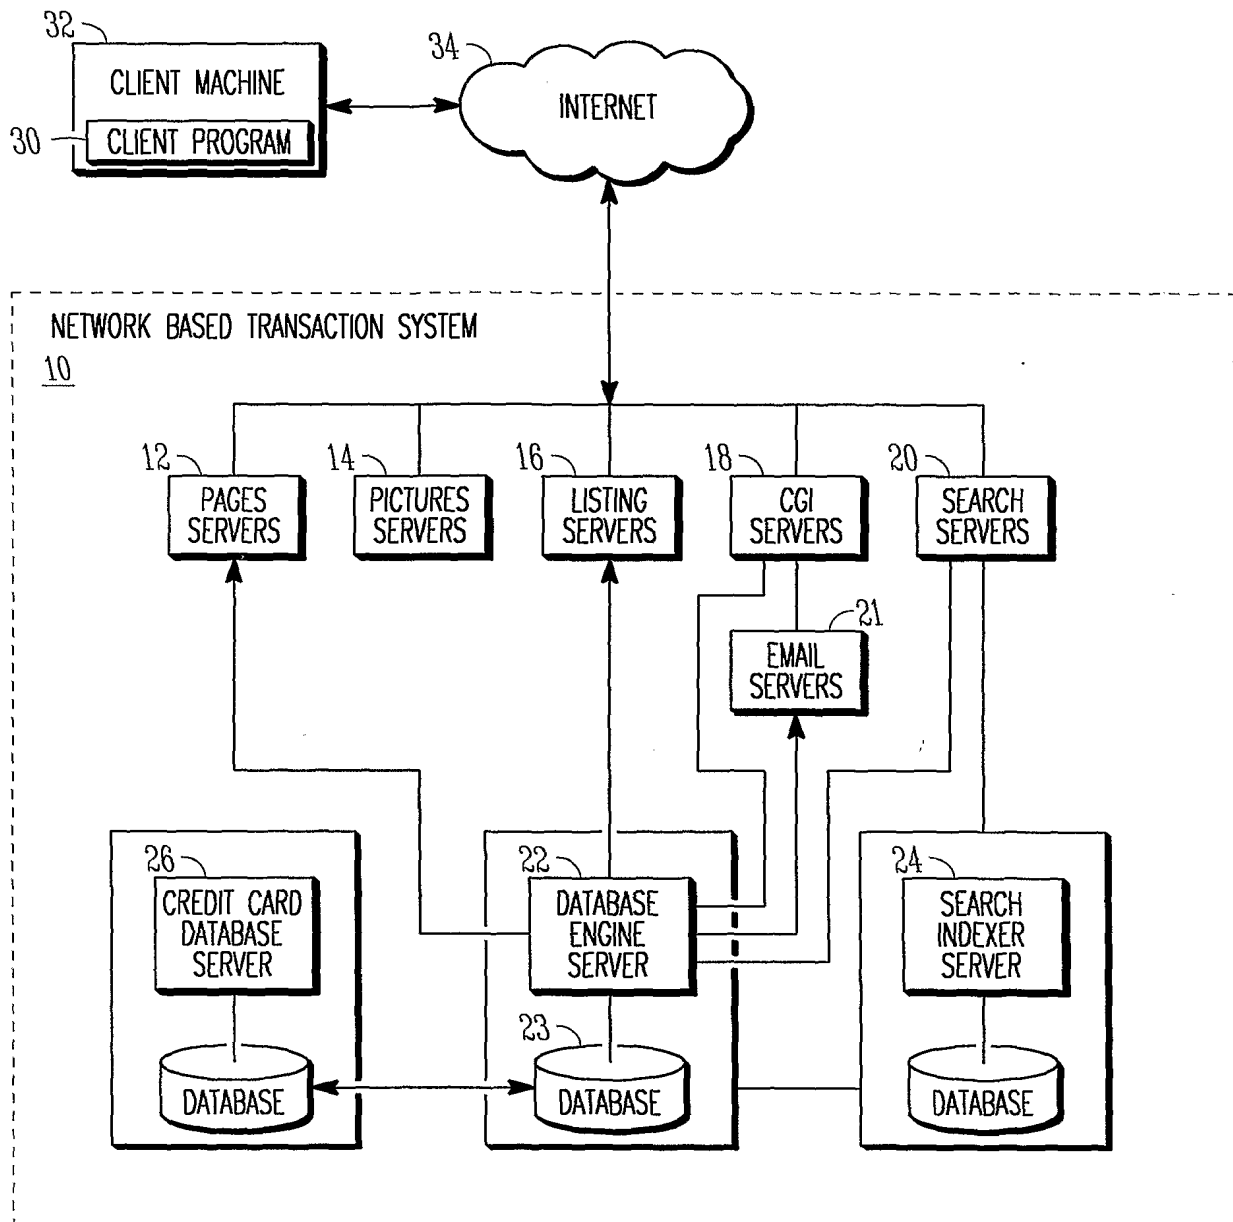 32
CLIENT MACHINE
30
CLIENT PROGRAM
34
INTERNET
NETWORK BASED TRANSACTION SYSTEM
10
12
PAGES
SERVERS
14
PICTURES
SERVERS
16
LISTING
SERVERS
18
CGI
SERVERS
20
SEARCH
SERVERS
21
EMAIL
SERVERS
26
CREDIT CARD
DATABASE
SERVER
DATABASE
22
DATABASE
ENGINE
SERVER
23
DATABASE
24
SEARCH
INDEXER
SERVER
DATABASE